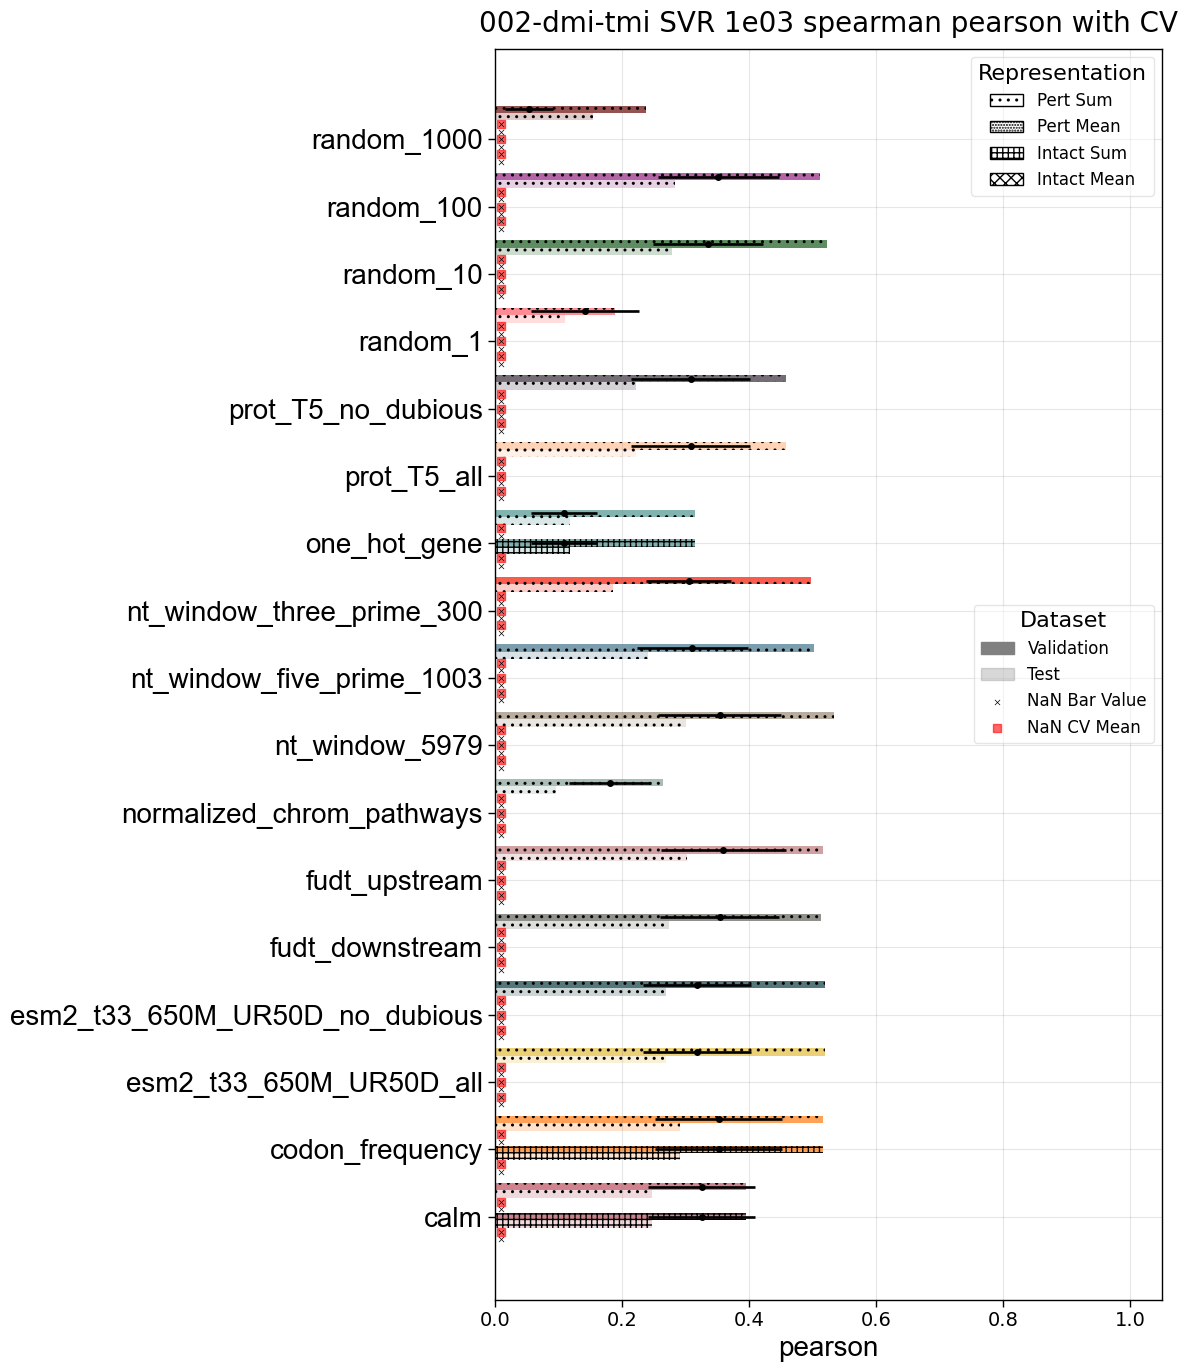 002-dmi-tmi SVR 1e03 spearman pearson with CV
Representation
Pert Sum
Pert Mean
Intact Sum
Intact Mean
random_1000
random_100
random_10
random_1
prot_T5_no_dubious
prot_T5_all
one_hot_gene
nt_window_three_prime_300
nt_window_five_prime_1003
nt_window_5979
normalized_chrom_pathways
fudt_upstream
fudt_downstream
esm2_t33_650M_UR50D_no_dubious
esm2_t33_650M_UR50D_all
codon_frequency
calm
Dataset
Validation
Test
NaN Bar Value
NaN CV Mean
0.0 0.2 0.4 0.6 0.8 1.0
pearson